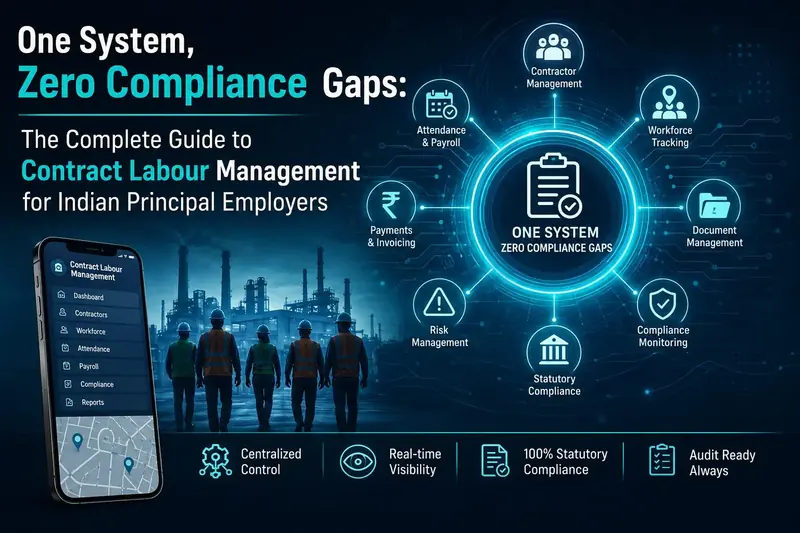 One System,
Zero Compliance Gaps:
The Complete Guide to
Contract Labour Management
for Indian Principal Employers
Contract Labour
Management
Dashboard
Contractors
Workforce
Attendance
Payroll
Compliance
Reports
Contractor
Management
Attendance
& Payroll
Workforce
Tracking
₹
Payments
& Invoicing
ONE SYSTEM
ZERO COMPLIANCE GAPS
Document
Management
Risk
Management
Compliance
Monitoring
Statutory
Compliance
Centralized
Control
Real-time
Visibility
100% Statutory
Compliance
Audit Ready
Always